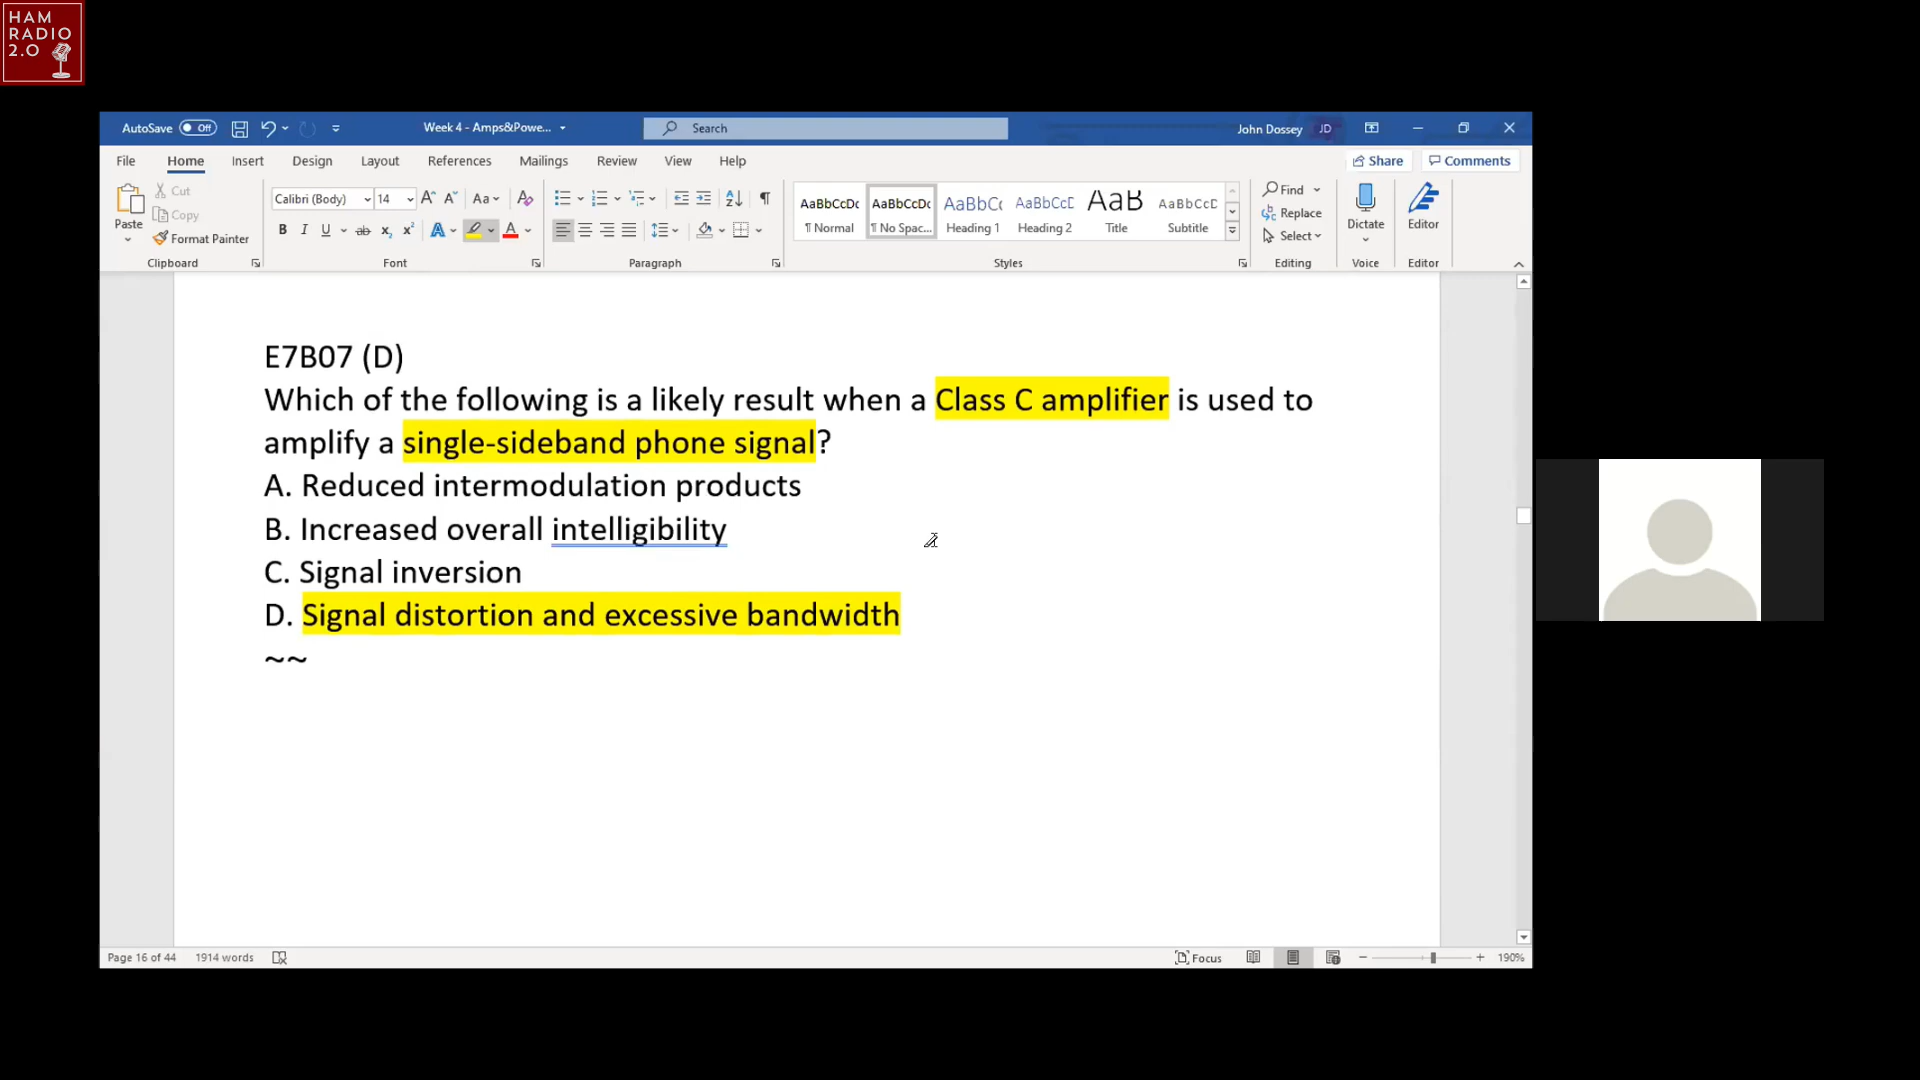 HAM
RADIO
2.0
AutoSave Off Week 4 - Amps&Powe... Search John Dossey JD
File Home Insert Design Layout References Mailings Review View Help Share Comments
Paste Cut Copy Format Painter
Clipboard
Calibri (Body) 14 Aa
B I U ab x₂ x² A A
Font
Paragraph
AaBbCcDc AaBbCcDc AaBbCc AaBbCcD AaB AaBbCcD
¶ Normal ¶ No Spac... Heading 1 Heading 2 Title Subtitle
Styles
Find Replace Select
Editing
Dictate
Voice
Editor
Editor
E7B07 (D)
Which of the following is a likely result when a Class C amplifier is used to
amplify a single-sideband phone signal?
A. Reduced intermodulation products
B. Increased overall intelligibility
C. Signal inversion
D. Signal distortion and excessive bandwidth
~~
Page 16 of 44 1914 words Focus 190%